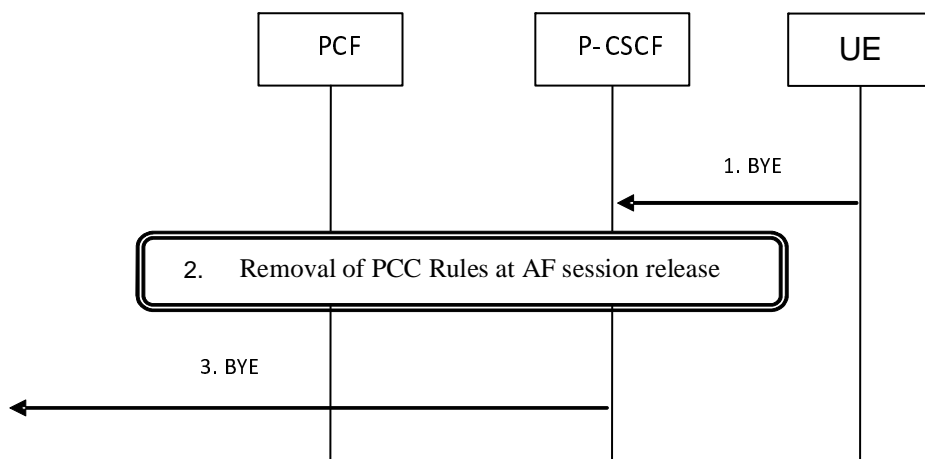 PCF
P-CSCF
UE
1. BYE
2. Removal of PCC Rules at AF session release
3. BYE